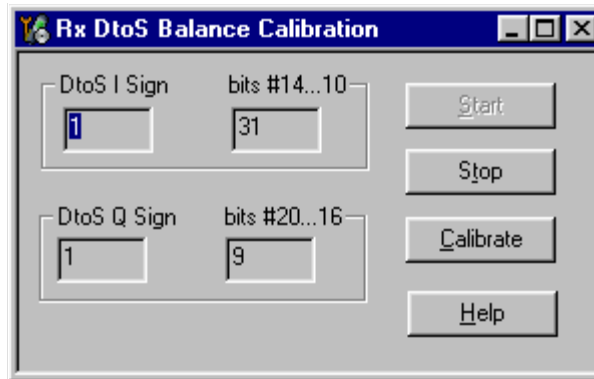 Rx DtoS Balance Calibration
DtoS I Sign bits #14...10
1 31
Start
Stop
DtoS Q Sign bits #20...16
1 9
Calibrate
Help